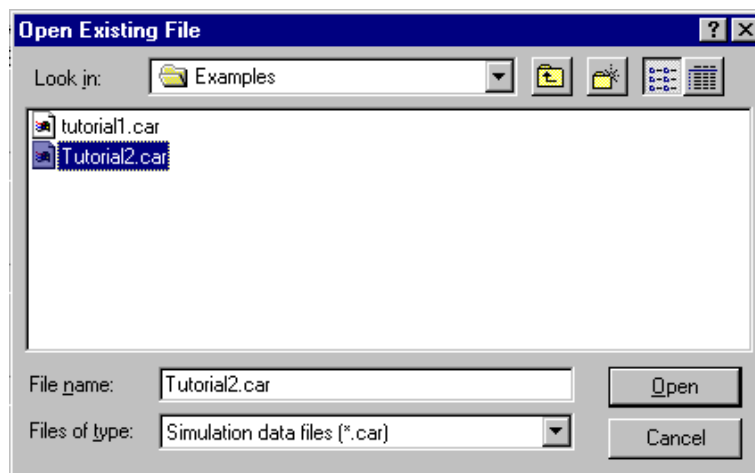 Open Existing File
Look in: Examples
tutorial1.car
Tutorial2.car
File name: Tutorial2.car
Open
Files of type: Simulation data files (*.car)
Cancel